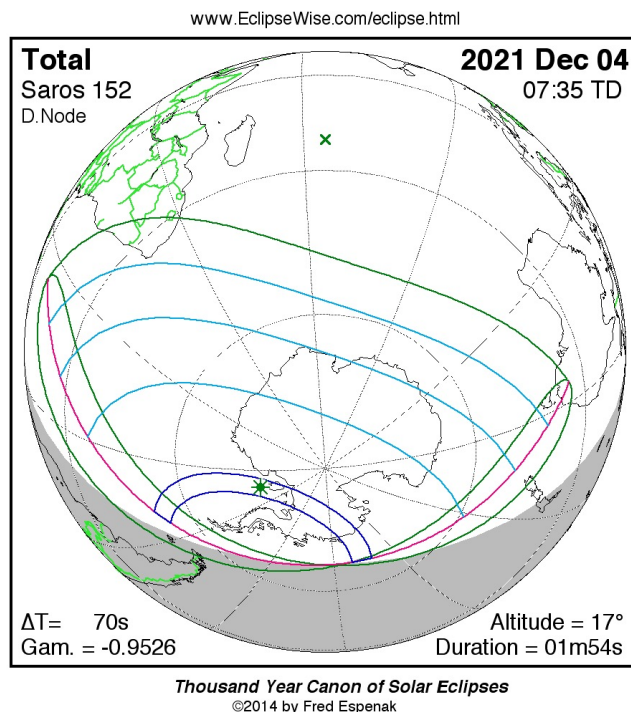 www.EclipseWise.com/eclipse.html
Total
2021 Dec 04
Saros 152
07:35 TD
D.Node
ΔT= 70s
Altitude = 17°
Gam. = -0.9526
Duration = 01m54s
Thousand Year Canon of Solar Eclipses
©2014 by Fred Espenak